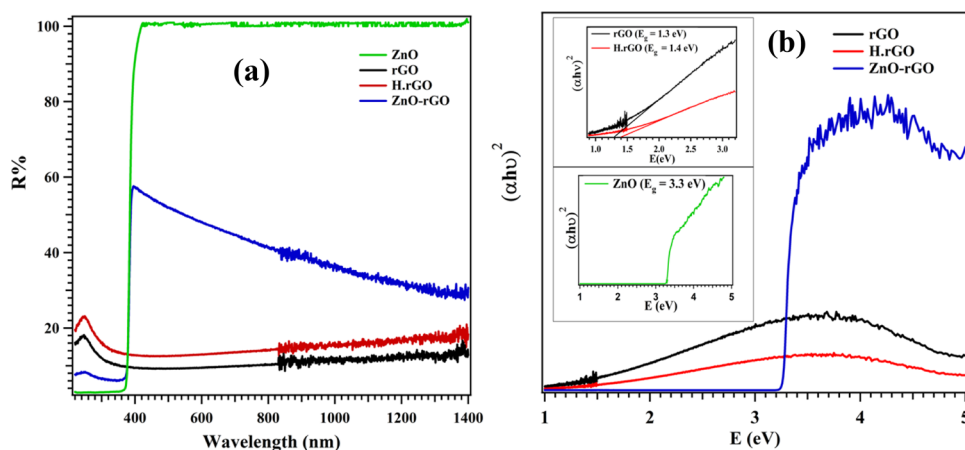 (a)
ZnO
rGO
H.rGO
ZnO-rGO
100
80
60
40
20
R%
400 600 800 1000 1200 1400
Wavelength (nm)
(b)
rGO
H.rGO
ZnO-rGO
(αhυ)²
1 2 3 4 5
E (eV)
rGO (Eg = 1.3 eV)
H.rGO (Eg = 1.4 eV)
(αhυ)²
1.0 1.5 2.0 2.5 3.0
E(eV)
ZnO (Eg = 3.3 eV)
(αhυ)²
1 2 3 4 5
E (eV)